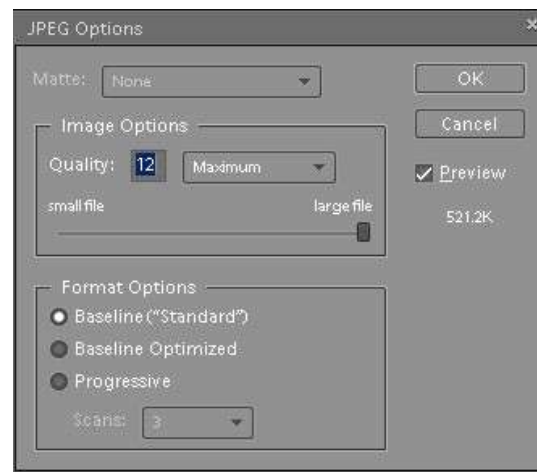 JPEG Options
Matte: None
OK
Image Options
Cancel
Quality: 12 Maximum
Preview
small file large file
521.2K
Format Options
Baseline ("Standard")
Baseline Optimized
Progressive
Scans: 3